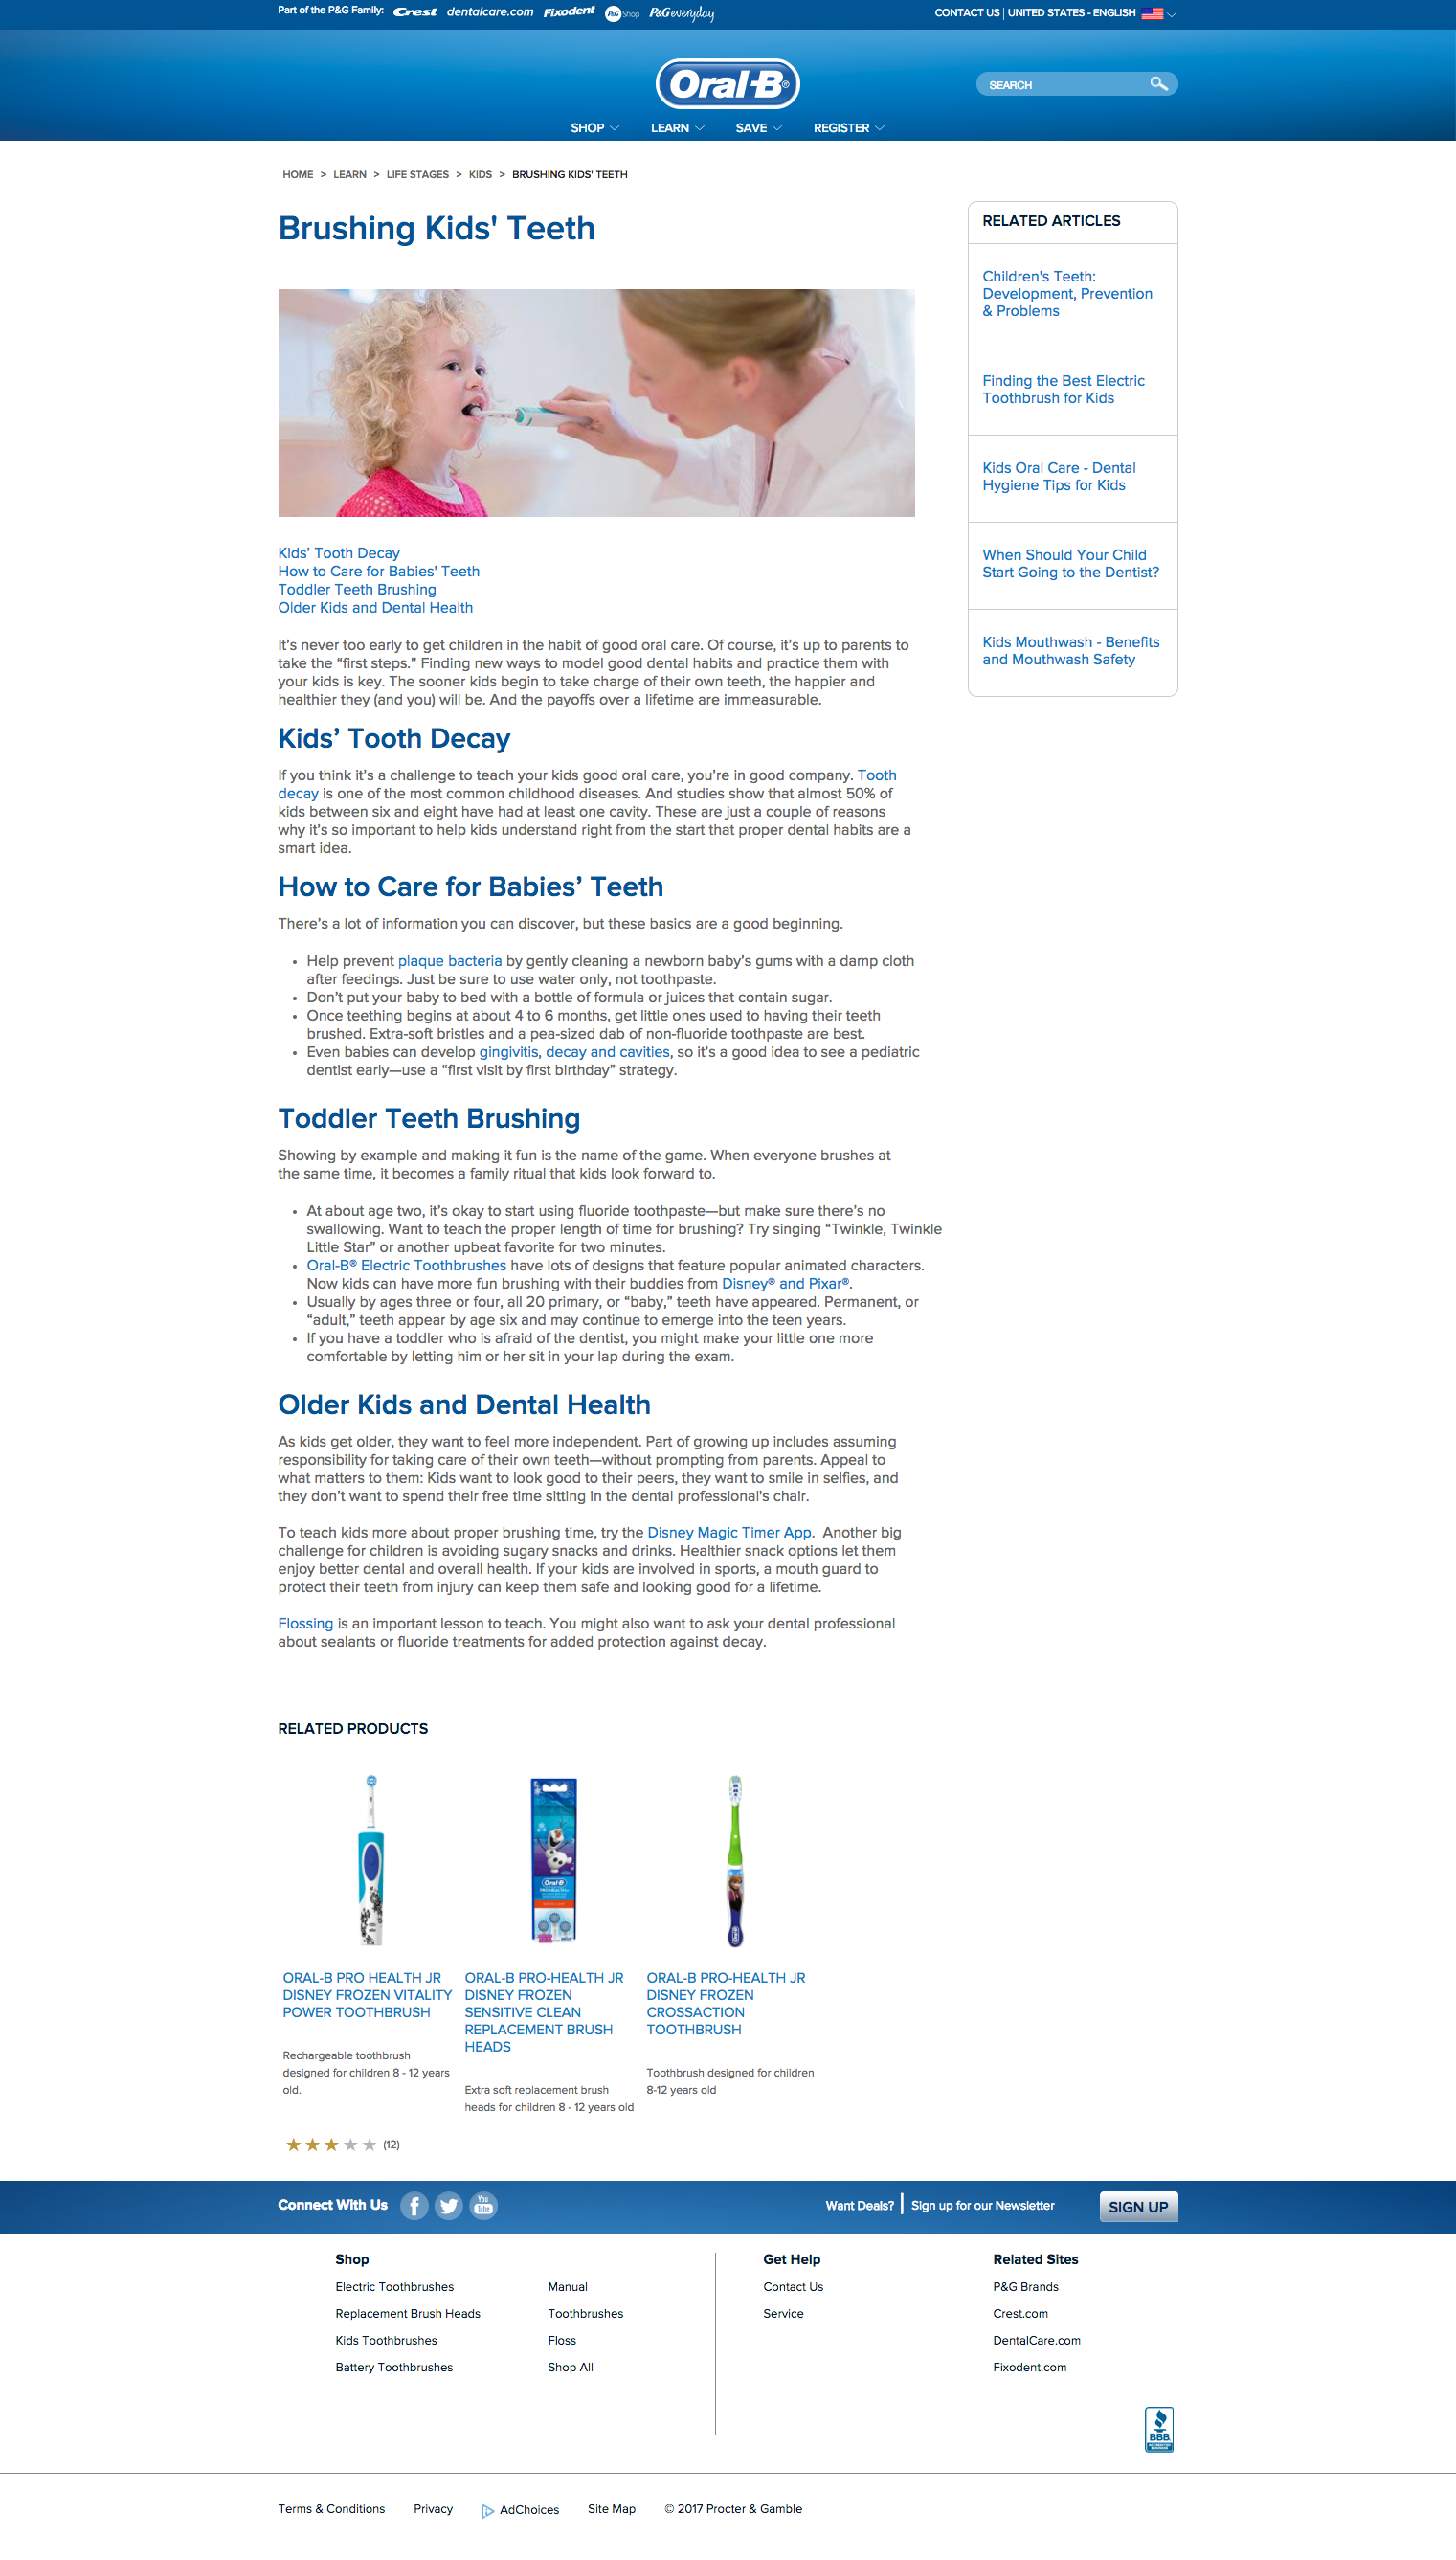 Part of the P&G Family: Crest dentalcare.com Fixodent P&G Shop P&G everyday
CONTACT US | UNITED STATES - ENGLISH
Oral-B®
SEARCH
SHOP LEARN SAVE REGISTER
HOME > LEARN > LIFE STAGES > KIDS > BRUSHING KIDS' TEETH
Brushing Kids' Teeth
Kids' Tooth Decay
How to Care for Babies' Teeth
Toddler Teeth Brushing
Older Kids and Dental Health
It's never too early to get children in the habit of good oral care. Of course, it's up to parents to
take the “first steps.” Finding new ways to model good dental habits and practice them with
your kids is key. The sooner kids begin to take charge of their own teeth, the happier and
healthier they (and you) will be. And the payoffs over a lifetime are immeasurable.
Kids’ Tooth Decay
If you think it’s a challenge to teach your kids good oral care, you’re in good company. Tooth
decay is one of the most common childhood diseases. And studies show that almost 50% of
kids between six and eight have had at least one cavity. These are just a couple of reasons
why it’s so important to help kids understand right from the start that proper dental habits are a
smart idea.
How to Care for Babies’ Teeth
There’s a lot of information you can discover, but these basics are a good beginning.
• Help prevent plaque bacteria by gently cleaning a newborn baby’s gums with a damp cloth
after feedings. Just be sure to use water only, not toothpaste.
• Don’t put your baby to bed with a bottle of formula or juices that contain sugar.
• Once teething begins at about 4 to 6 months, get little ones used to having their teeth
brushed. Extra-soft bristles and a pea-sized dab of non-fluoride toothpaste are best.
• Even babies can develop gingivitis, decay and cavities, so it’s a good idea to see a pediatric
dentist early—use a “first visit by first birthday” strategy.
Toddler Teeth Brushing
Showing by example and making it fun is the name of the game. When everyone brushes at
the same time, it becomes a family ritual that kids look forward to.
• At about age two, it’s okay to start using fluoride toothpaste—but make sure there’s no
swallowing. Want to teach the proper length of time for brushing? Try singing “Twinkle, Twinkle
Little Star” or another upbeat favorite for two minutes.
• Oral-B® Electric Toothbrushes have lots of designs that feature popular animated characters.
Now kids can have more fun brushing with their buddies from Disney® and Pixar®.
• Usually by ages three or four, all 20 primary, or “baby,” teeth have appeared. Permanent, or
“adult,” teeth appear by age six and may continue to emerge into the teen years.
• If you have a toddler who is afraid of the dentist, you might make your little one more
comfortable by letting him or her sit in your lap during the exam.
Older Kids and Dental Health
As kids get older, they want to feel more independent. Part of growing up includes assuming
responsibility for taking care of their own teeth—without prompting from parents. Appeal to
what matters to them: Kids want to look good to their peers, they want to smile in selfies, and
they don’t want to spend their free time sitting in the dental professional's chair.
To teach kids more about proper brushing time, try the Disney Magic Timer App. Another big
challenge for children is avoiding sugary snacks and drinks. Healthier snack options let them
enjoy better dental and overall health. If your kids are involved in sports, a mouth guard to
protect their teeth from injury can keep them safe and looking good for a lifetime.
Flossing is an important lesson to teach. You might also want to ask your dental professional
about sealants or fluoride treatments for added protection against decay.
RELATED ARTICLES
Children's Teeth:
Development, Prevention
& Problems
Finding the Best Electric
Toothbrush for Kids
Kids Oral Care - Dental
Hygiene Tips for Kids
When Should Your Child
Start Going to the Dentist?
Kids Mouthwash - Benefits
and Mouthwash Safety
RELATED PRODUCTS
Oral-B
ORAL-B PRO HEALTH JR
DISNEY FROZEN VITALITY
POWER TOOTHBRUSH
Rechargeable toothbrush
designed for children 8 - 12 years
old.
(12)
ORAL-B PRO-HEALTH JR
DISNEY FROZEN
SENSITIVE CLEAN
REPLACEMENT BRUSH
HEADS
Extra soft replacement brush
heads for children 8 - 12 years old
ORAL-B PRO-HEALTH JR
DISNEY FROZEN
CROSSACTION
TOOTHBRUSH
Toothbrush designed for children
8-12 years old
Connect With Us
You Tube
Want Deals? | Sign up for our Newsletter
SIGN UP
Shop
Electric Toothbrushes
Replacement Brush Heads
Kids Toothbrushes
Battery Toothbrushes
Manual
Toothbrushes
Floss
Shop All
Get Help
Contact Us
Service
Related Sites
P&G Brands
Crest.com
DentalCare.com
Fixodent.com
BBB
Terms & Conditions Privacy AdChoices Site Map © 2017 Procter & Gamble